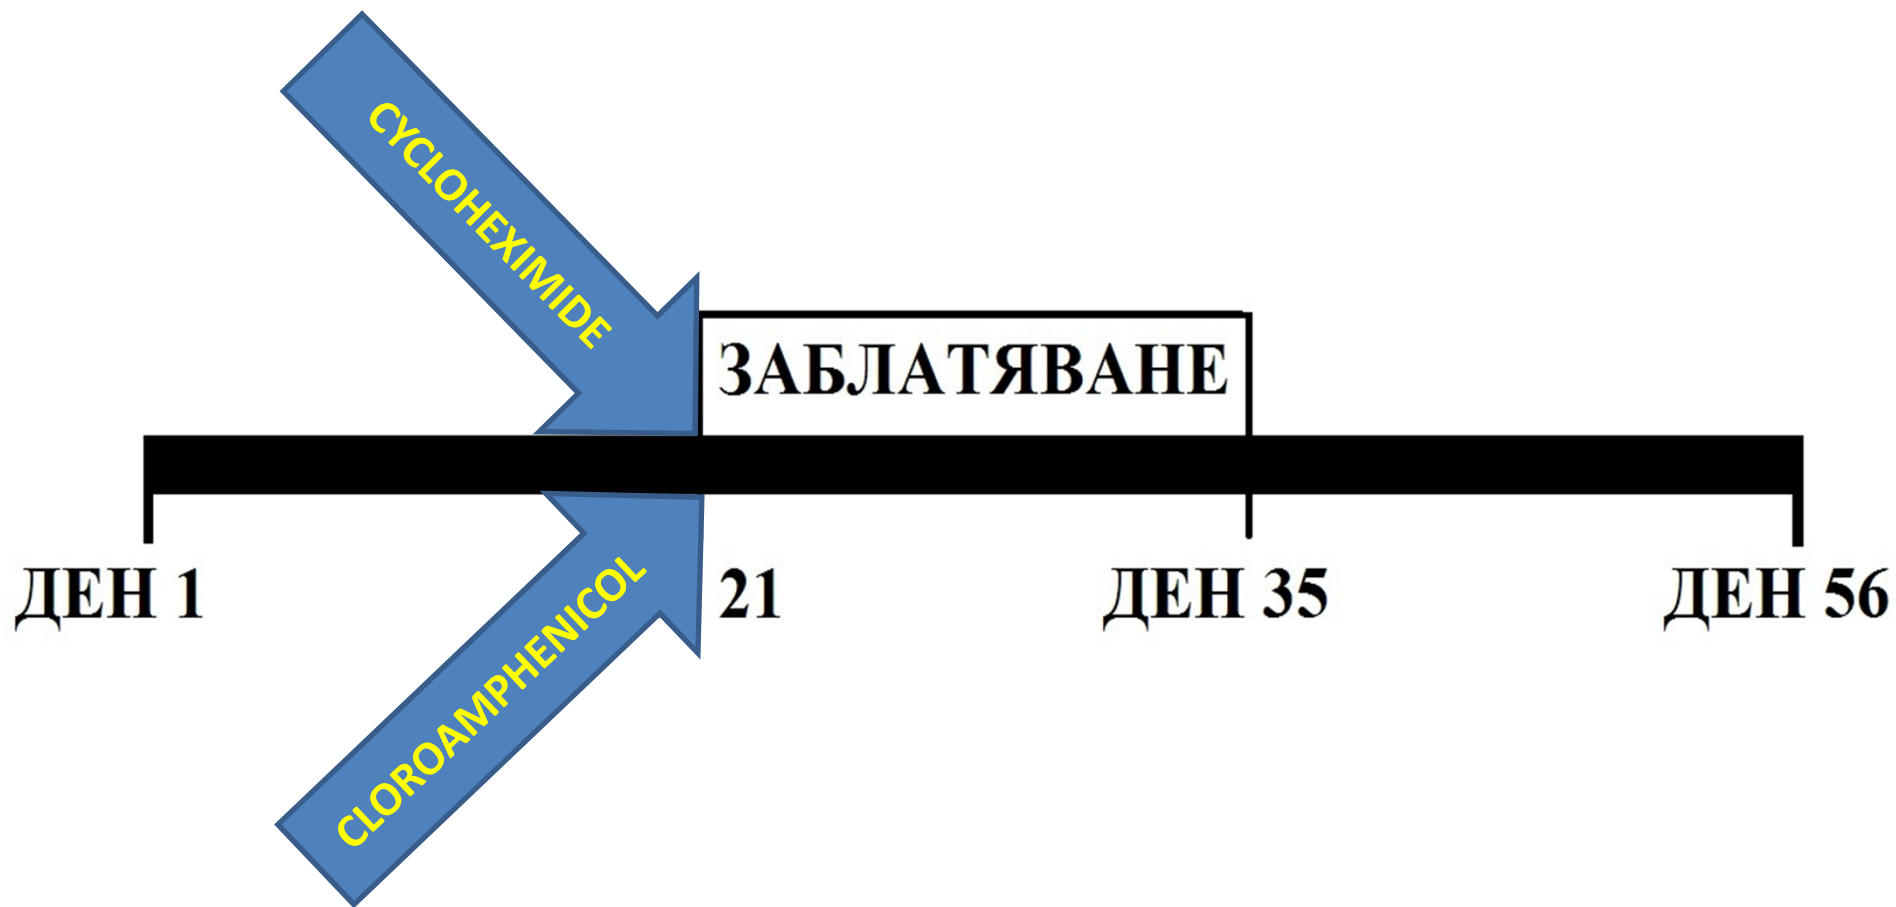 CYCLOHEXIMIDE
ЗАБЛАТЯВАНЕ
ДЕН 1
21
ДЕН 35
ДЕН 56
CLOROAMPHENICOL